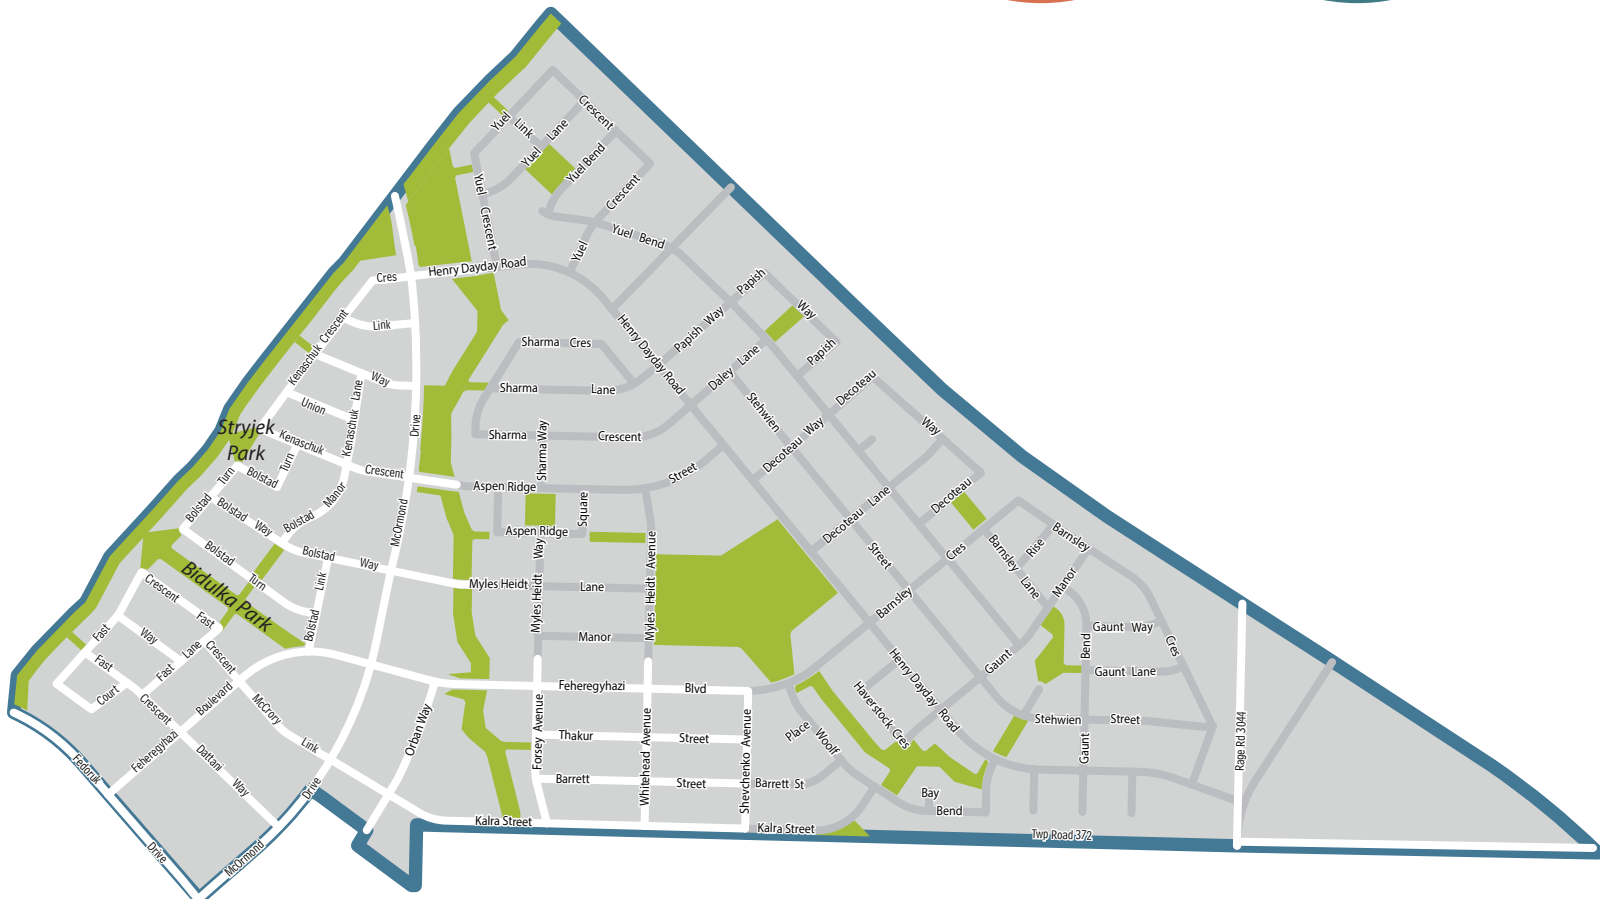 Crescent
Yuel
Link
Lane
Yuel
Yuel Bend
Yuel
Crescent
Crescent
Yuel Bend
Yuel
Henry Dayday Road
Cres
Link
Kenaschuk Crescent
Way
Kenaschuk Lane
Union
Drive
Stryjek
Park
Kenaschuk
Crescent
Turn
Bolstad
Turn
Bolstad
Bolstad
Way
Bolstad
Manor
McOrmond
Bolstad
Way
Bolstad
Turn
Link
Bolstad
Bidulka Park
Crescent
Fast
Way
Fast
Fast
Court
Lane
Fast
Crescent
Crescent
Boulevard
Feheregyhazi
McCrory
Link
Dattani
Way
Drive
McOrmond
Fedoruk
Drive
Orban Way
Papish
Way
Papish Way
Papish
Henry Dayday Road
Daley Lane
Sharma Cres
Sharma
Lane
Sharma
Crescent
Sharma Way
Stehwien
Decoteau
Way
Decoteau Way
Street
Aspen Ridge
Square
Aspen Ridge
Decoteau Lane
Decoteau
Street
Myles Heidt
Lane
Myles Heidt Way
Myles Heidt Avenue
Manor
Cres
Barnsley
Barnsley Lane
Rise
Barnsley
Manor
Gaunt
Bend
Gaunt Way
Gaunt Lane
Cres
Stehwien
Street
Gaunt
Feheregyhazi
Blvd
Forsey Avenue
Whitehead Avenue
Shevchenko Avenue
Thakur
Street
Barrett
Street
Barrett St
Kalra Street
Kalra Street
Place
Woolf
Haverstock Cres
Henry Dayday Road
Bay
Bend
Twp Road 372
Rage Rd 3044